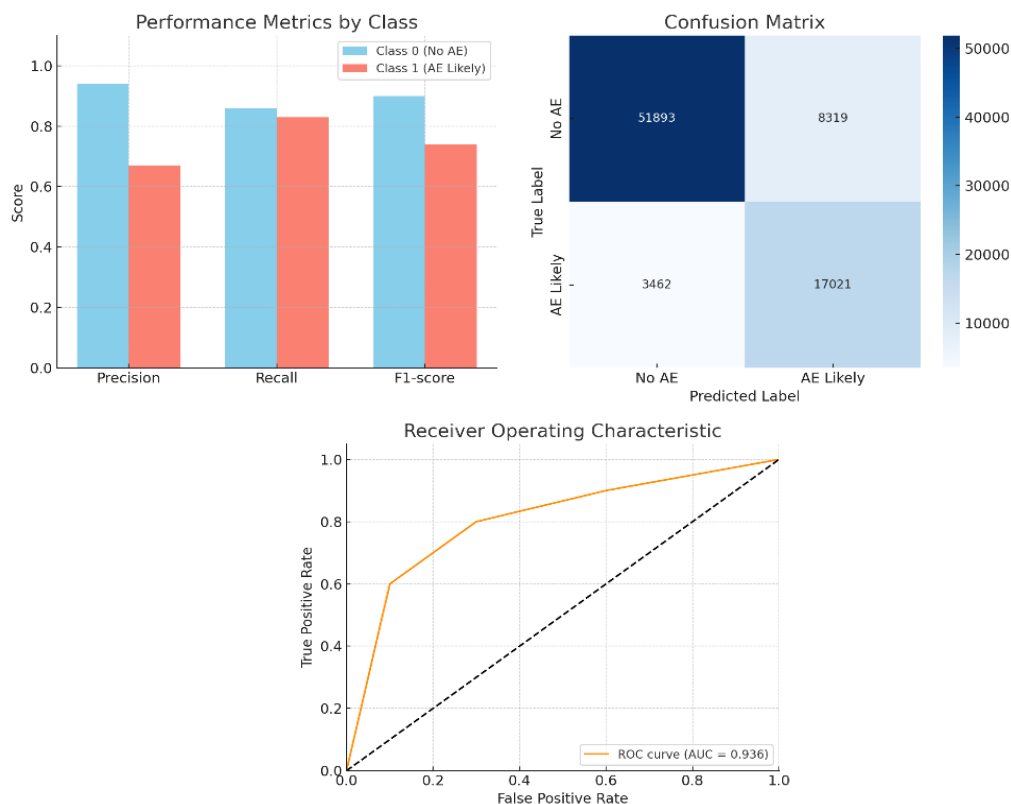 Performance Metrics by Class
Class 0 (No AE)
Class 1 (AE Likely)
1.0
0.8
0.6
0.4
0.2
0.0
Score
Precision
Recall
F1-score
Confusion Matrix
True Label
No AE
AE Likely
51893
8319
3462
17021
No AE
AE Likely
Predicted Label
50000
40000
30000
20000
10000
Receiver Operating Characteristic
True Positive Rate
1.0
0.8
0.6
0.4
0.2
0.0
ROC curve (AUC = 0.936)
0.0
0.2
0.4
0.6
0.8
1.0
False Positive Rate